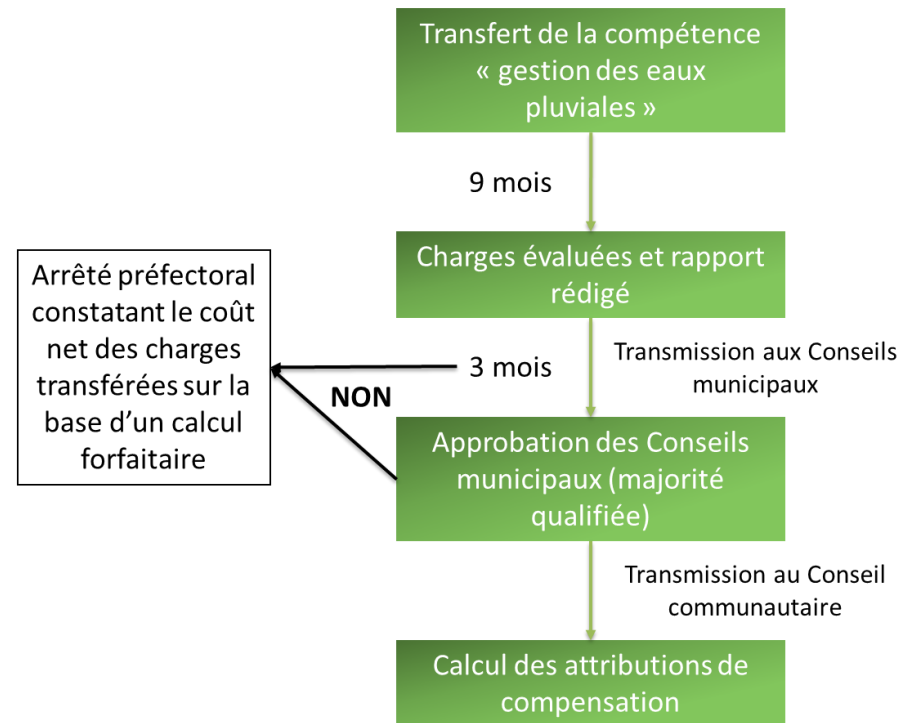 Transfert de la compétence
« gestion des eaux
pluviales »
9 mois
Charges évaluées et rapport
rédigé
Arrêté préfectoral
constatant le coût
net des charges
transférées sur la
base d’un calcul
forfaitaire
3 mois
NON
Transmission aux Conseils
municipaux
Approbation des Conseils
municipaux (majorité
qualifiée)
Transmission au Conseil
communautaire
Calcul des attributions de
compensation